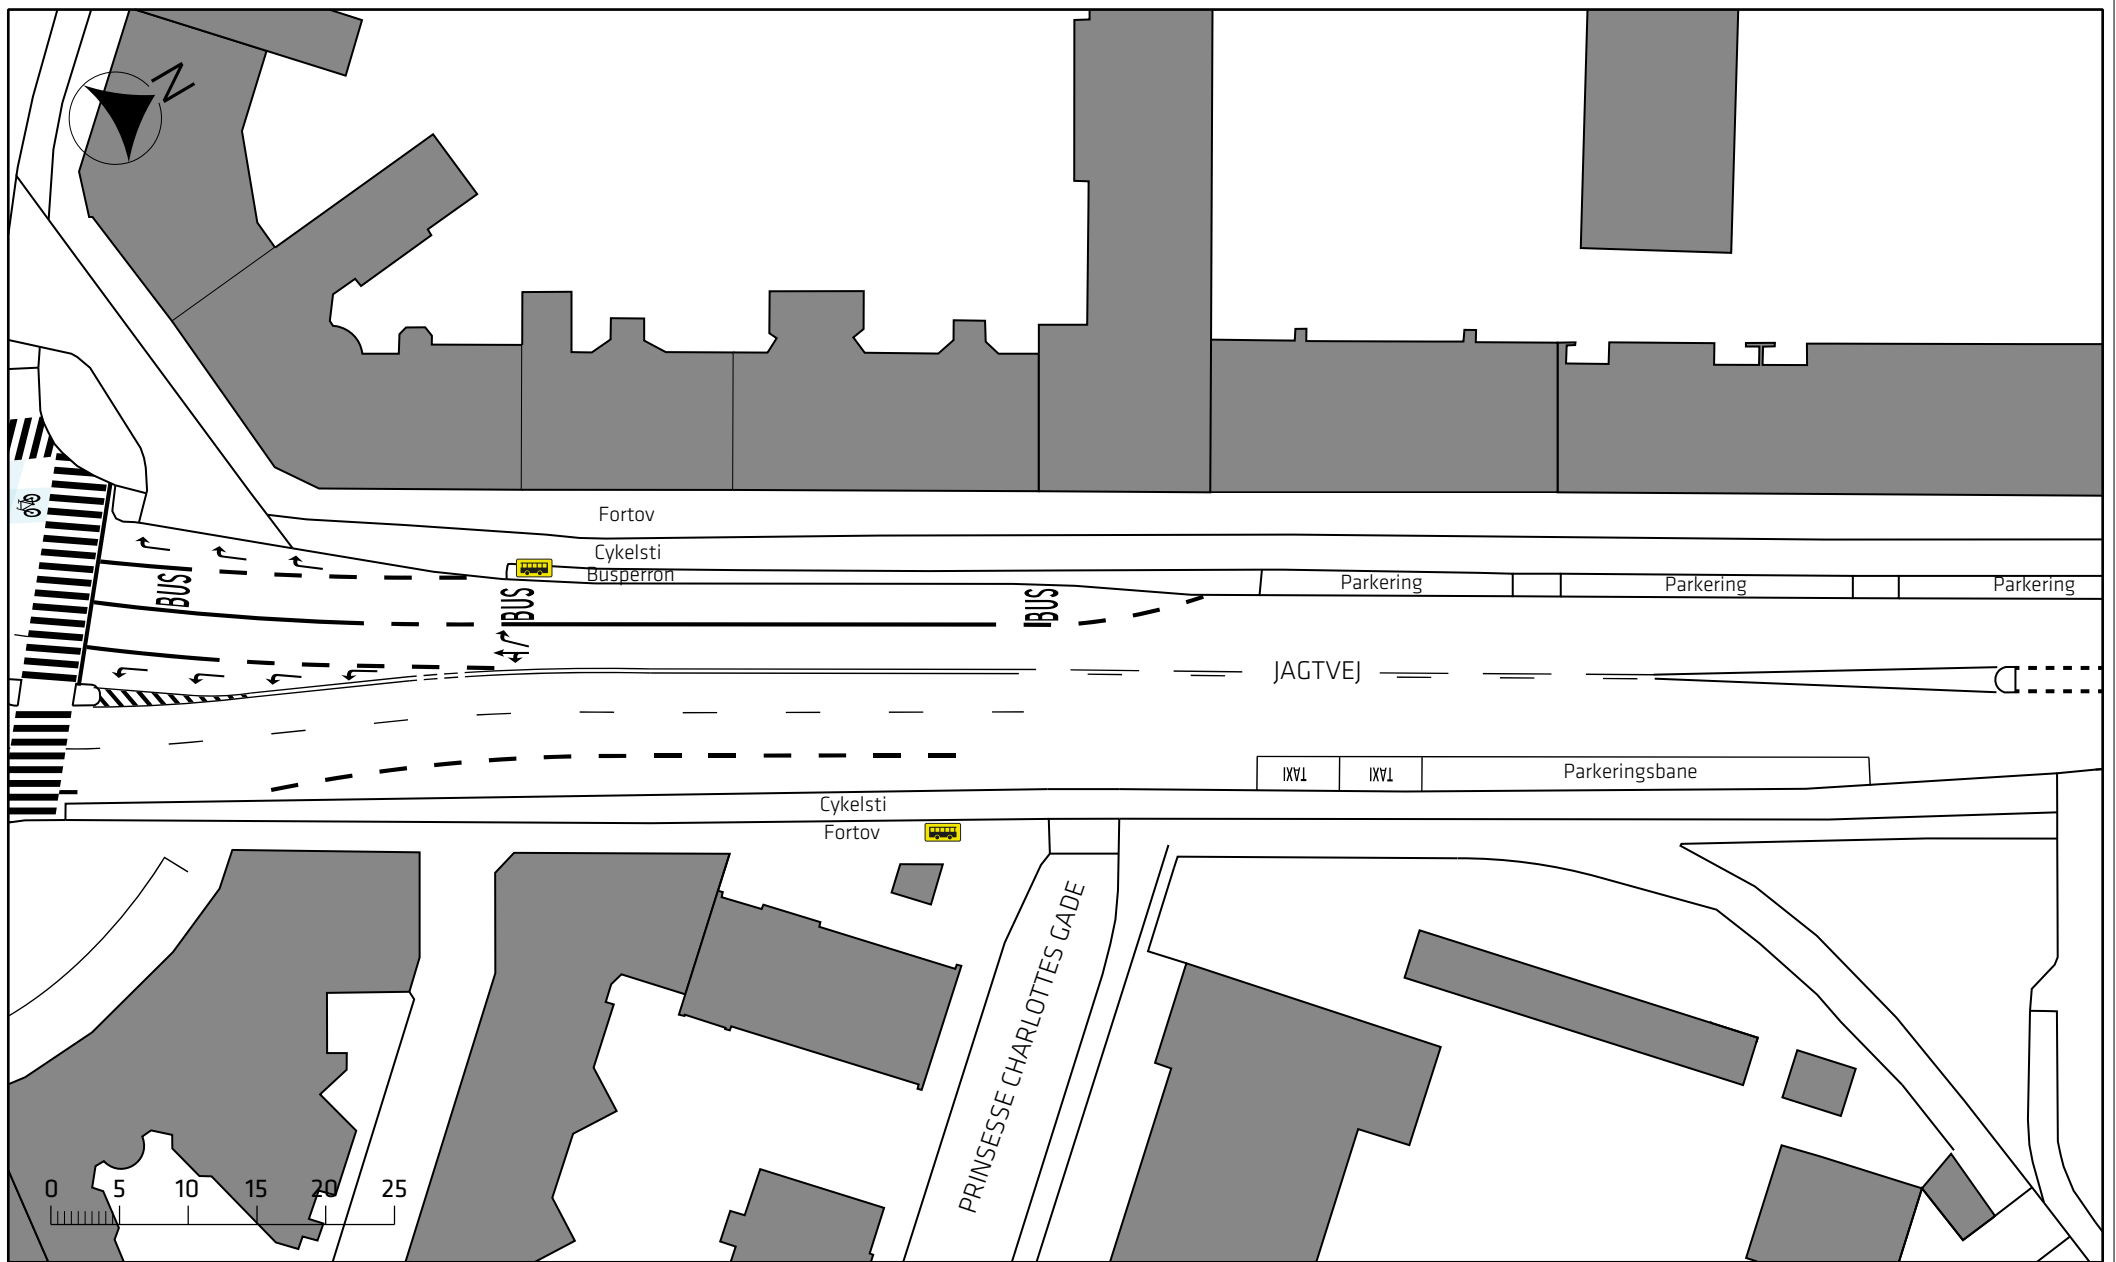 N
Fortov
Cykelsti
Busperron
BUS
BUS
BUS
Parkering
Parkering
Parkering
JAGTVEJ
TAXI
TAXI
Parkeringsbane
Cykelsti
Fortov
PRINSESSE CHARLOTTES GADE
0 5 10 15 20 25